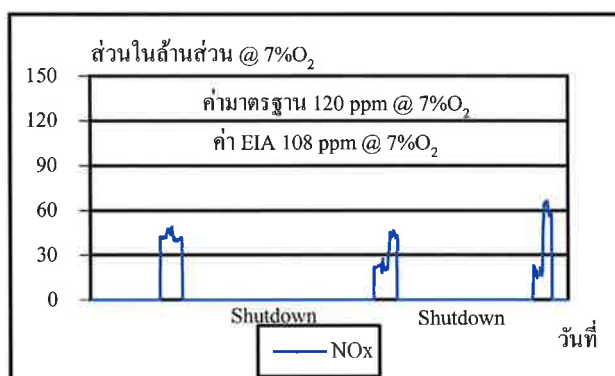 ส่วนในล้านส่วน @ 7%O₂
150
ค่ามาตรฐาน 120 ppm @ 7%O₂
120
ค่า EIA 108 ppm @ 7%O₂
90
60
30
0
Shutdown Shutdown
วันที่
NOx